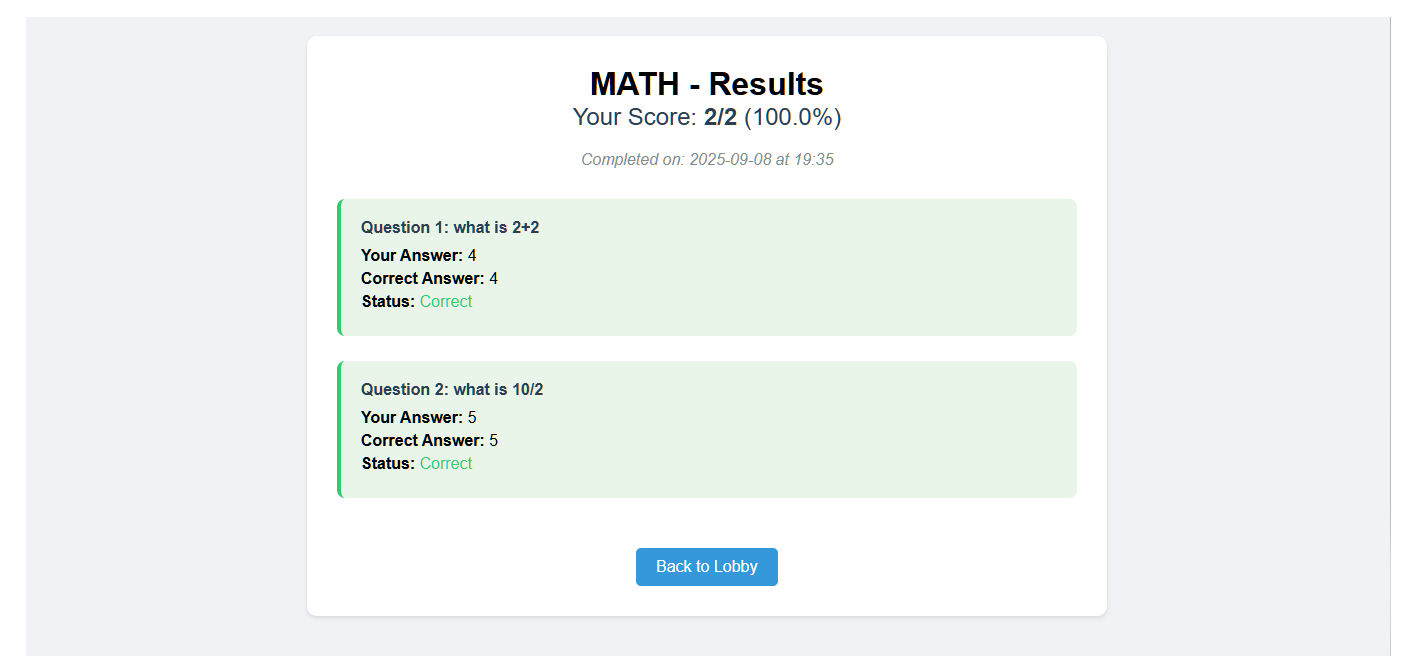 MATH - Results
Your Score: 2/2 (100.0%)
Completed on: 2025-09-08 at 19:35
Question 1: what is 2+2
Your Answer: 4
Correct Answer: 4
Status: Correct
Question 2: what is 10/2
Your Answer: 5
Correct Answer: 5
Status: Correct
Back to Lobby